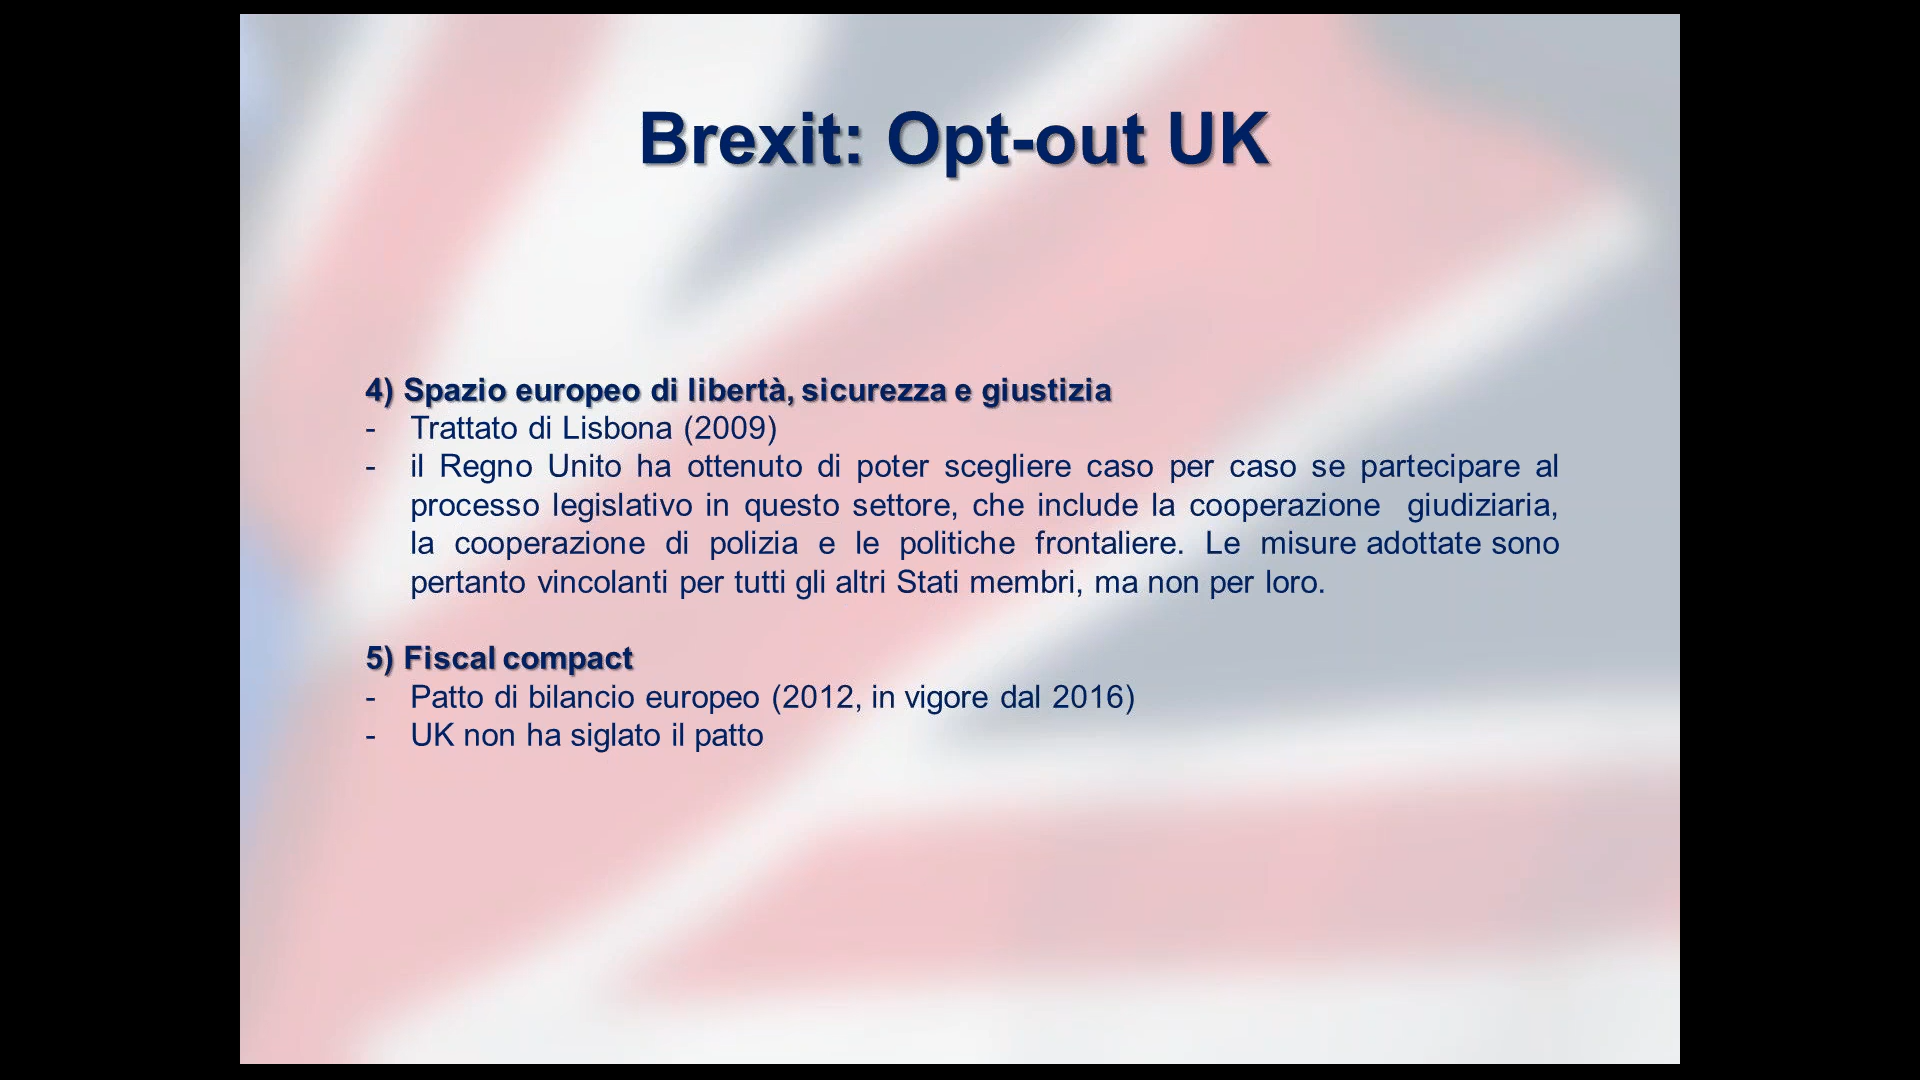 Brexit: Opt-out UK
4) Spazio europeo di libertà, sicurezza e giustizia
- Trattato di Lisbona (2009)
- il Regno Unito ha ottenuto di poter scegliere caso per caso se partecipare al
processo legislativo in questo settore, che include la cooperazione giudiziaria,
la cooperazione di polizia e le politiche frontaliere. Le misure adottate sono
pertanto vincolanti per tutti gli altri Stati membri, ma non per loro.
5) Fiscal compact
- Patto di bilancio europeo (2012, in vigore dal 2016)
- UK non ha siglato il patto